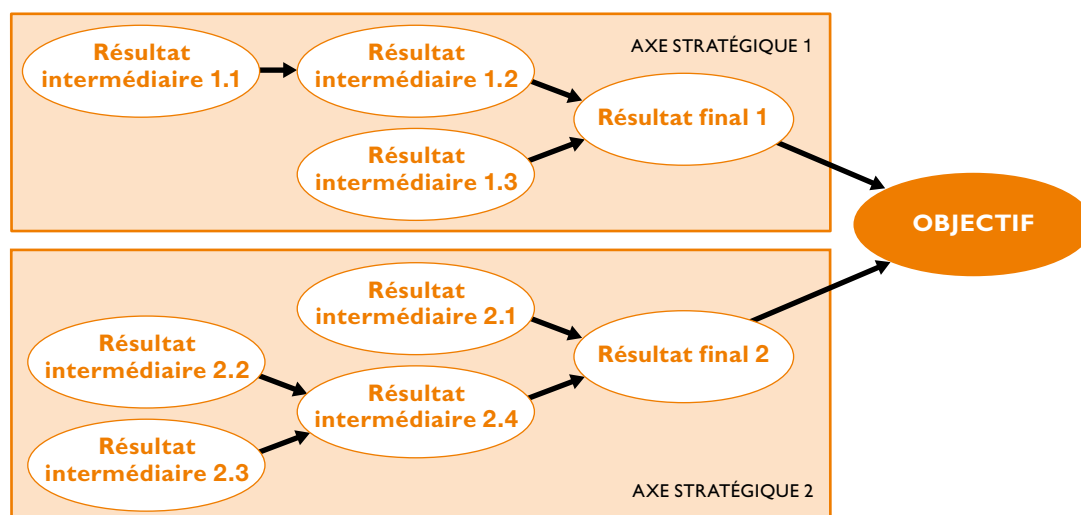 AXE STRATÉGIQUE 1
Résultat
intermédiaire 1.1
Résultat
intermédiaire 1.2
Résultat
intermédiaire 1.3
Résultat final 1
OBJECTIF
Résultat
intermédiaire 2.1
Résultat
intermédiaire 2.2
Résultat
intermédiaire 2.3
Résultat
intermédiaire 2.4
Résultat final 2
AXE STRATÉGIQUE 2